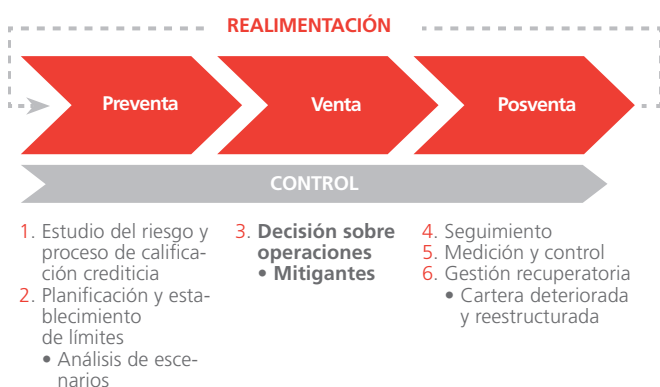 REALIMENTACIÓN
Preventa
Venta
Posventa
CONTROL
1. Estudio del riesgo y
proceso de califica-
ción crediticia
2. Planificación y esta-
blecimiento
de límites
• Análisis de esce-
narios
3. Decisión sobre
operaciones
• Mitigantes
4. Seguimiento
5. Medición y control
6. Gestión recuperatoria
• Cartera deteriorada
y reestructurada